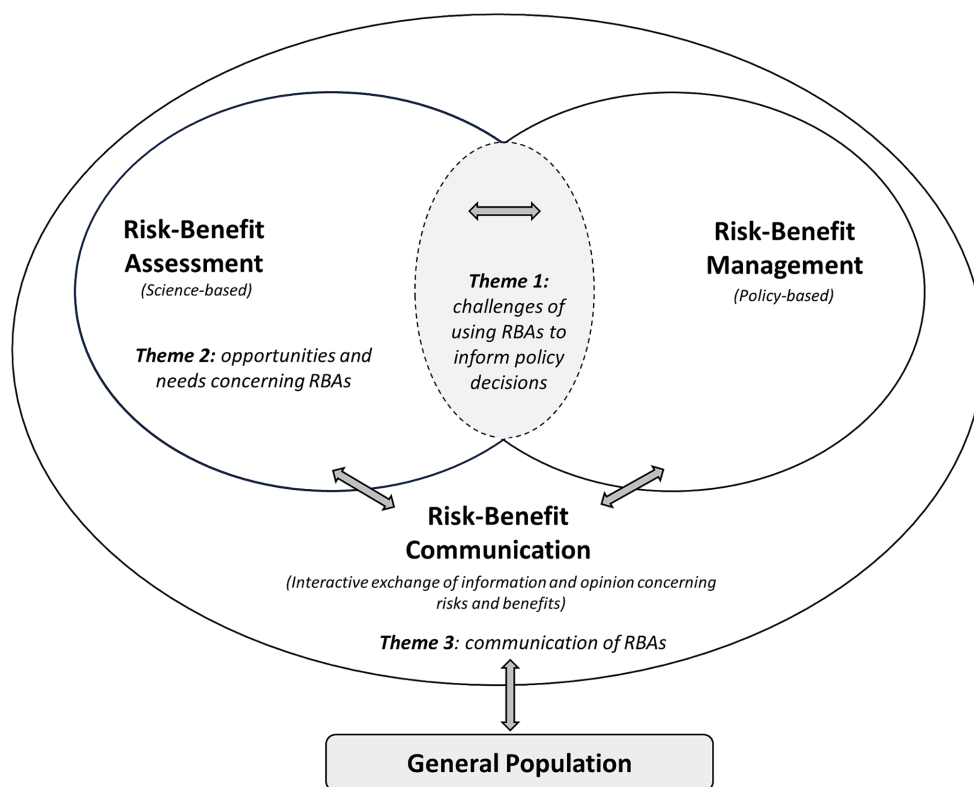 Risk-Benefit
Assessment
(Science-based)
Theme 2: opportunities and
needs concerning RBAs
Theme 1:
challenges of
using RBAs to
inform policy
decisions
Risk-Benefit
Management
(Policy-based)
Risk-Benefit
Communication
(Interactive exchange of information and opinion concerning
risks and benefits)
Theme 3: communication of RBAs
General Population